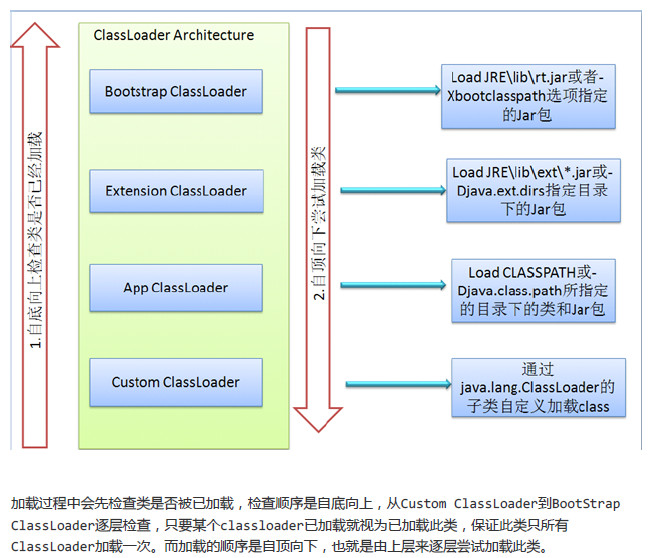 ClassLoader Architecture
1.自底向上检查类是否已经加载
Bootstrap ClassLoader
Extension ClassLoader
App ClassLoader
Custom ClassLoader
2.自顶向下尝试加载类
Load JRE\lib\rt.jar或者-
Xbootclasspath选项指定
的Jar包
Load JRE\lib\ext\*.jar或-
Djava.ext.dirs指定目录
下的Jar包
Load CLASSPATH或-
Djava.class.path所指定
的目录下的类和Jar包
通过
java.lang.ClassLoader的
子类自定义加载class
加载过程中会先检查类是否被已加载，检查顺序是自底向上，从Custom ClassLoader到BootStrap
ClassLoader逐层检查，只要某个classloader已加载就视为已加载此类，保证此类只所有
ClassLoader加载一次。而加载的顺序是自顶向下，也就是由上层来逐层尝试加载此类。